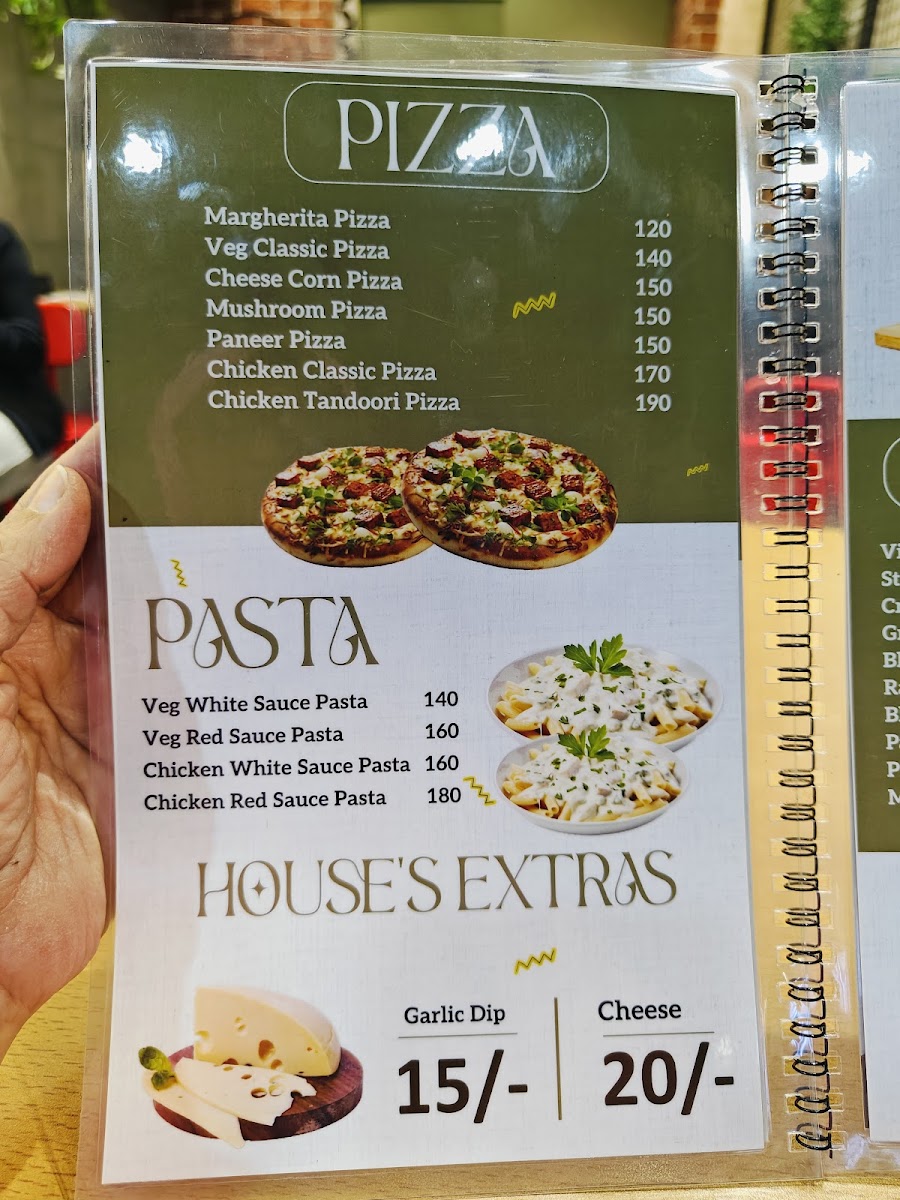 PIZZA
Margherita Pizza 120
Veg Classic Pizza 140
Cheese Corn Pizza 150
Mushroom Pizza 150
Paneer Pizza 150
Chicken Classic Pizza 170
Chicken Tandoori Pizza 190
PASTA
Veg White Sauce Pasta 140
Veg Red Sauce Pasta 160
Chicken White Sauce Pasta 160
Chicken Red Sauce Pasta 180
HOUSE'S EXTRAS
Garlic Dip
15/-
Cheese
20/-